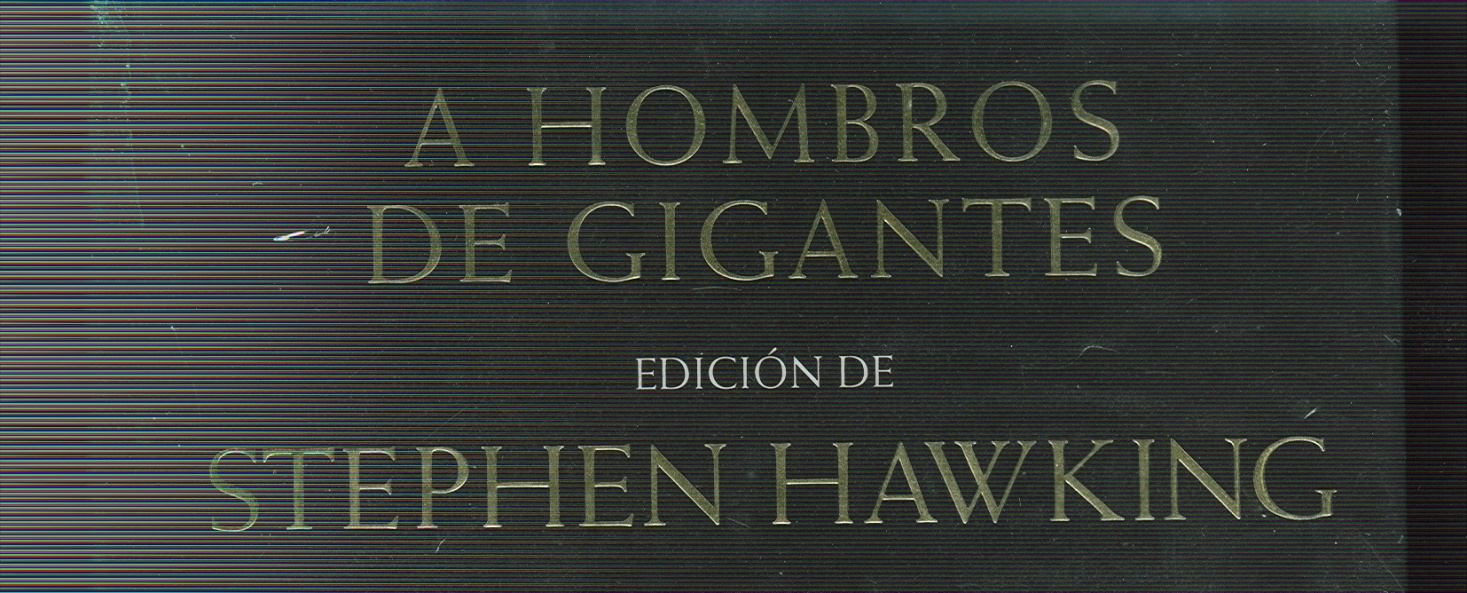 A HOMBROS
DE GIGANTES
EDICIÓN DE
STEPHEN HAWKING